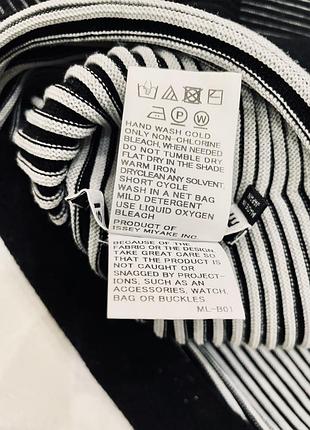 P W
HAND WASH COLD
ONLY NON-CHLORINE
BLEACH, WHEN NEEDED
DO NOT TUMBLE DRY
FLAT DRY IN THE SHADE
WARM IRON
DRYCLEAN ANY SOLVENT,
SHORT CYCLE
WASH IN A NET BAG
MILD DETERGENT
USE LIQUID OXYGEN
BLEACH
PRODUCT OF
ISSEY MIYAKE INC.
BECAUSE OF THE
FABRIC OR THE DESIGN,
TAKE GREAT CARE SO
THAT THE PRODUCT IS
NOT CAUGHT OR
SNAGGED BY PROJECT-
IONS, SUCH AS AN
ACCESSORIES, WATCH,
BAG OR BUCKLES
ML-B01